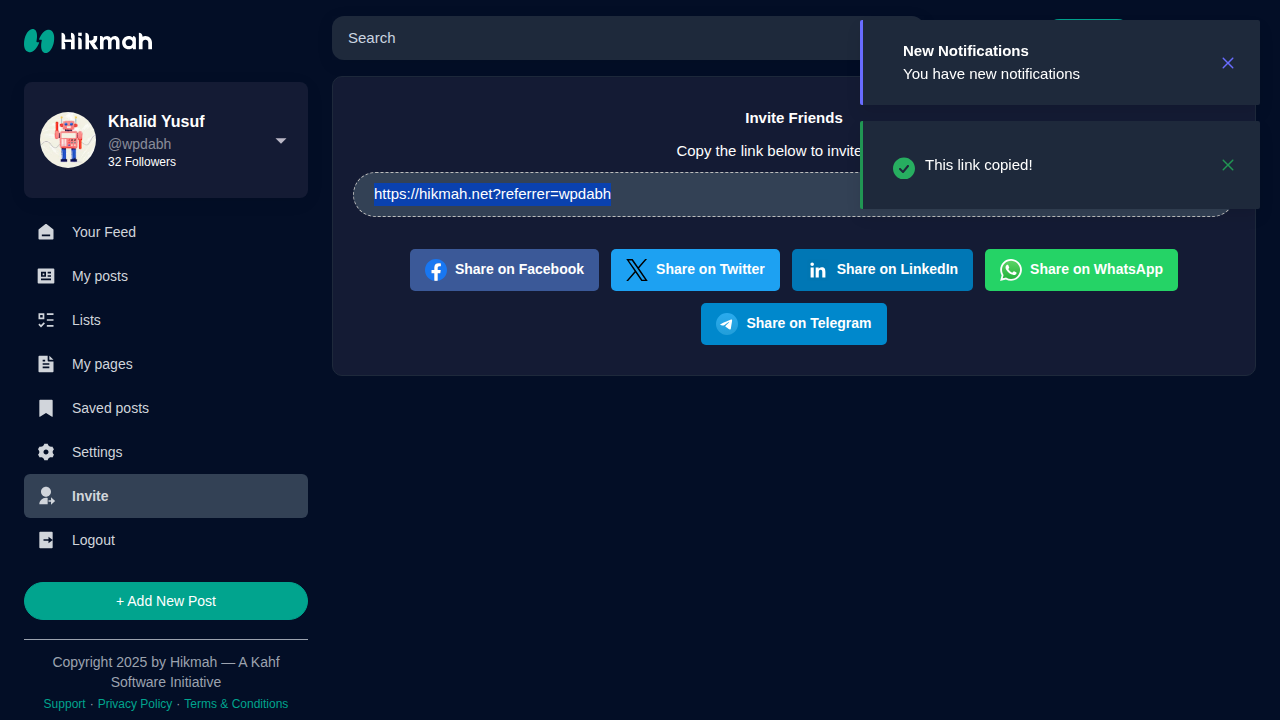 Hikmah
Khalid Yusuf
@wpdabh
32 Followers
Your Feed
My posts
Lists
My pages
Saved posts
Settings
Invite
Logout
+ Add New Post
Copyright 2025 by Hikmah — A Kahf
Software Initiative
Support · Privacy Policy · Terms & Conditions
Search
Invite Friends
Copy the link below to invite
https://hikmah.net?referrer=wpdabh
Share on Facebook
Share on Twitter
Share on LinkedIn
Share on WhatsApp
Share on Telegram
New Notifications
You have new notifications
This link copied!